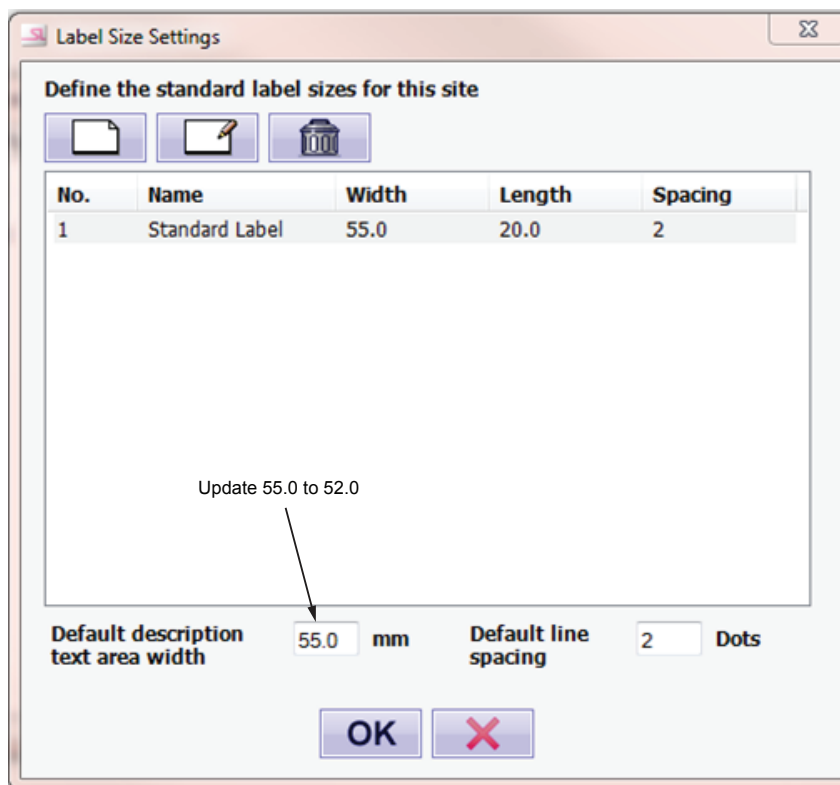 Label Size Settings
Define the standard label sizes for this site
No. Name Width Length Spacing
1 Standard Label 55.0 20.0 2
Update 55.0 to 52.0
Default description
text area width
55.0 mm
Default line
spacing
2 Dots
OK